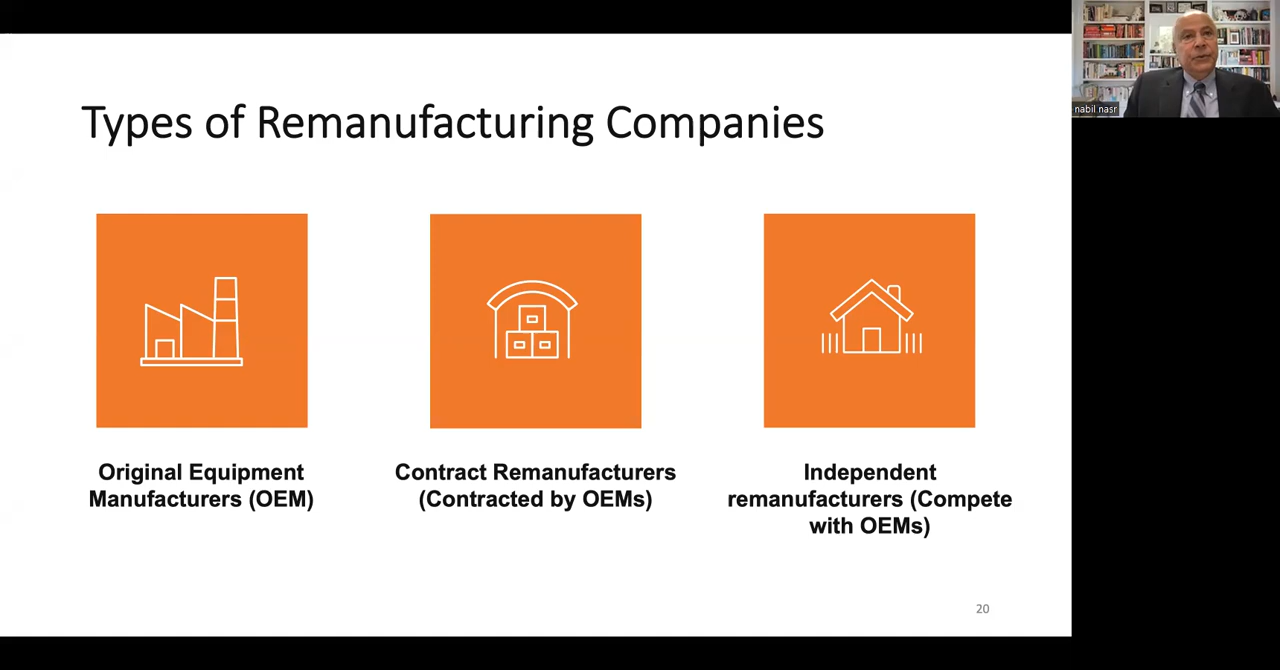 Types of Remanufacturing Companies
nabil nasr
Original Equipment
Manufacturers (OEM)
Contract Remanufacturers
(Contracted by OEMs)
Independent
remanufacturers (Compete
with OEMs)
20